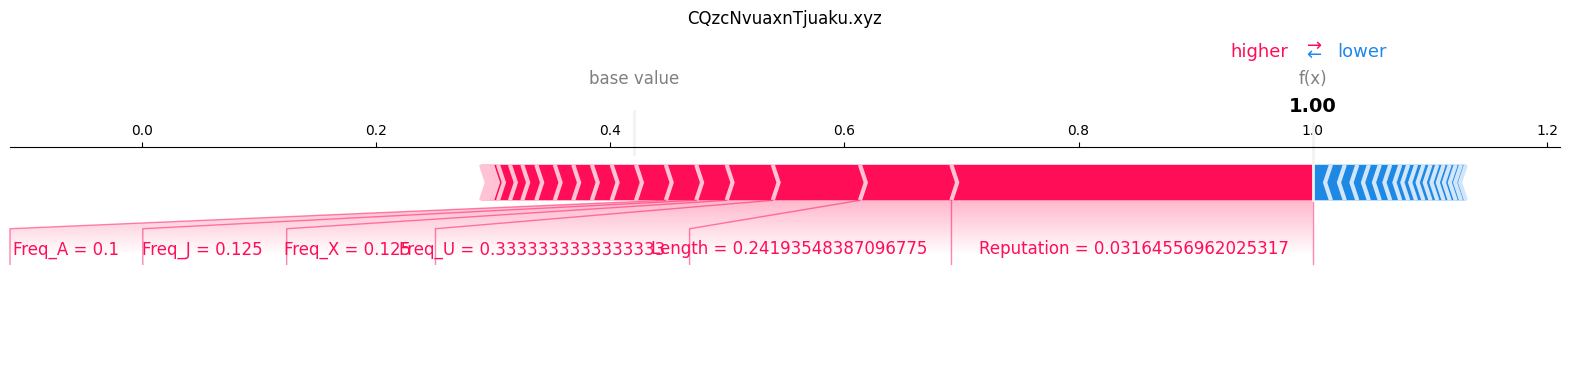 CQzcNvuaxnTjuaku.xyz
higher ⇄ lower
base value f(x)
1.00
0.0 0.2 0.4 0.6 0.8 1.0 1.2
Freq_A = 0.1 Freq_J = 0.125 Freq_X = 0.125 Freq_U = 0.3333333333333333 Length = 0.24193548387096775 Reputation = 0.03164556962025317